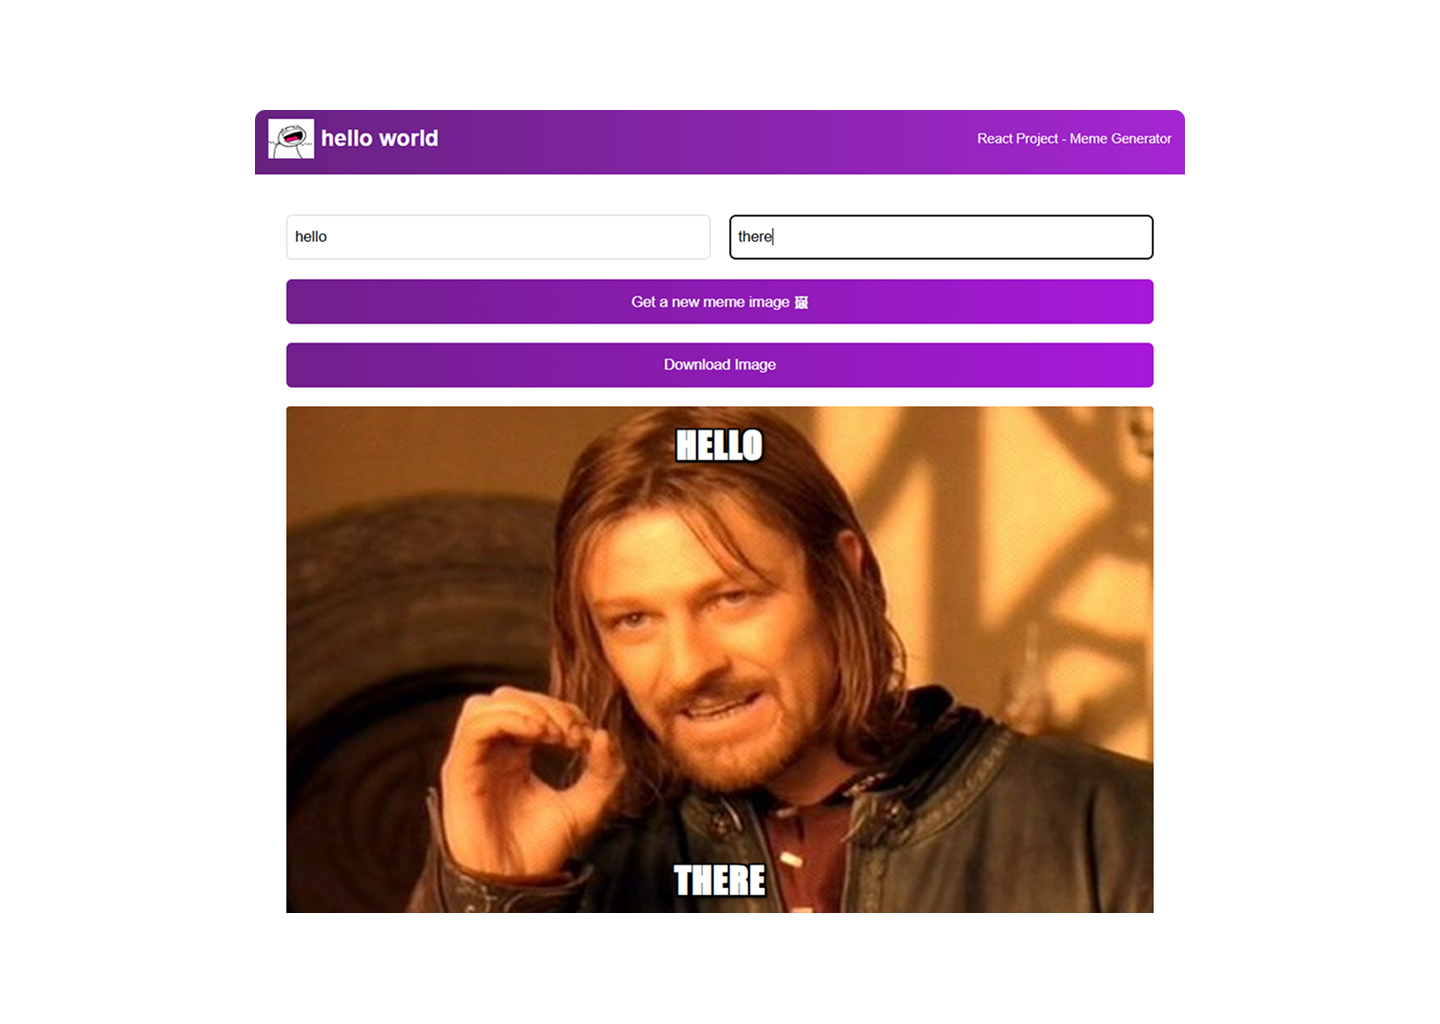 hello world
React Project - Meme Generator
hello
there
Get a new meme image 🖼
Download Image
HELLO
THERE